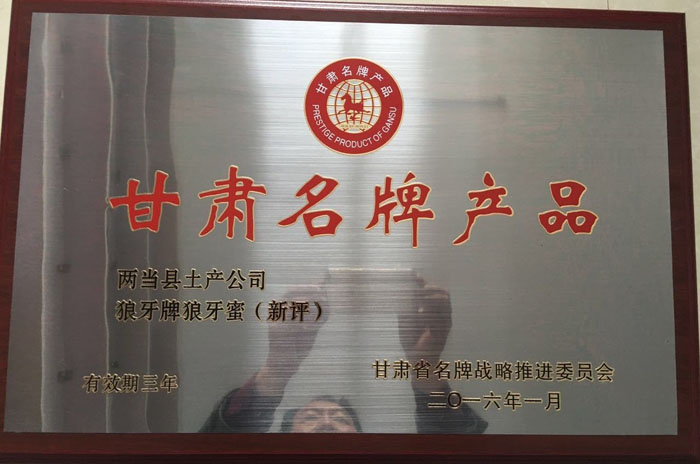 甘肃名牌产品
PRESTIGE PRODUCT OF GANSU
甘肃名牌产品
两当县土产公司
狼牙牌狼牙蜜（新评）
有效期三年
甘肃省名牌战略推进委员会
二〇一六年一月